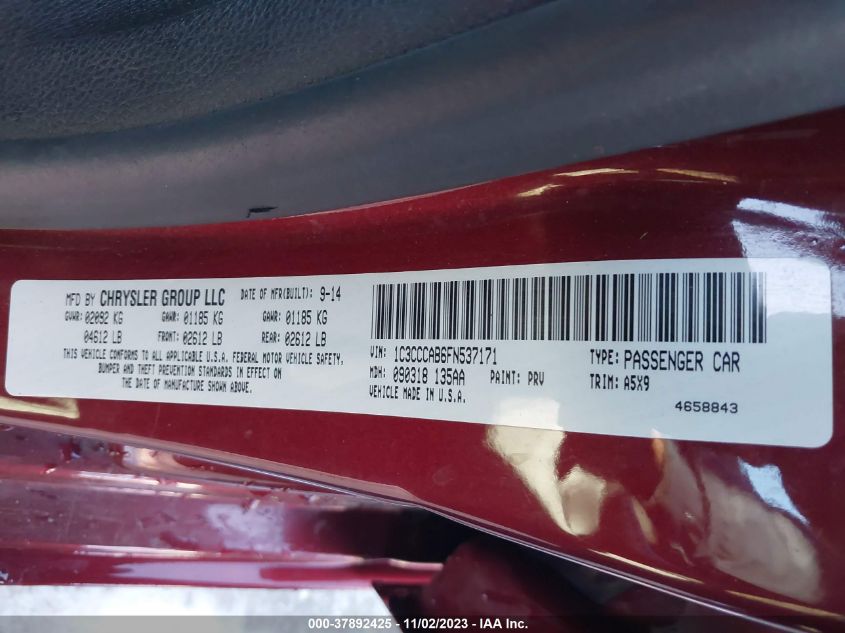 MFD BY CHRYSLER GROUP LLC DATE OF MFR(BUILT): 9-14
GVWR: 02092 KG GAWR: 01185 KG GAWR: 01185 KG
04612 LB FRONT: 02612 LB REAR: 02612 LB
THIS VEHICLE CONFORMS TO ALL APPLICABLE U.S.A. FEDERAL MOTOR VEHICLE SAFETY,
BUMPER AND THEFT PREVENTION STANDARDS IN EFFECT ON
THE DATE OF MANUFACTURE SHOWN ABOVE.
VIN: 1C3CCCAB6FN537171 TYPE: PASSENGER CAR
MDH: 090318 135AA PAINT: PRV TRIM: A5X9
VEHICLE MADE IN U.S.A.
4658843
000-37892425 - 11/02/2023 - IAA, Inc.